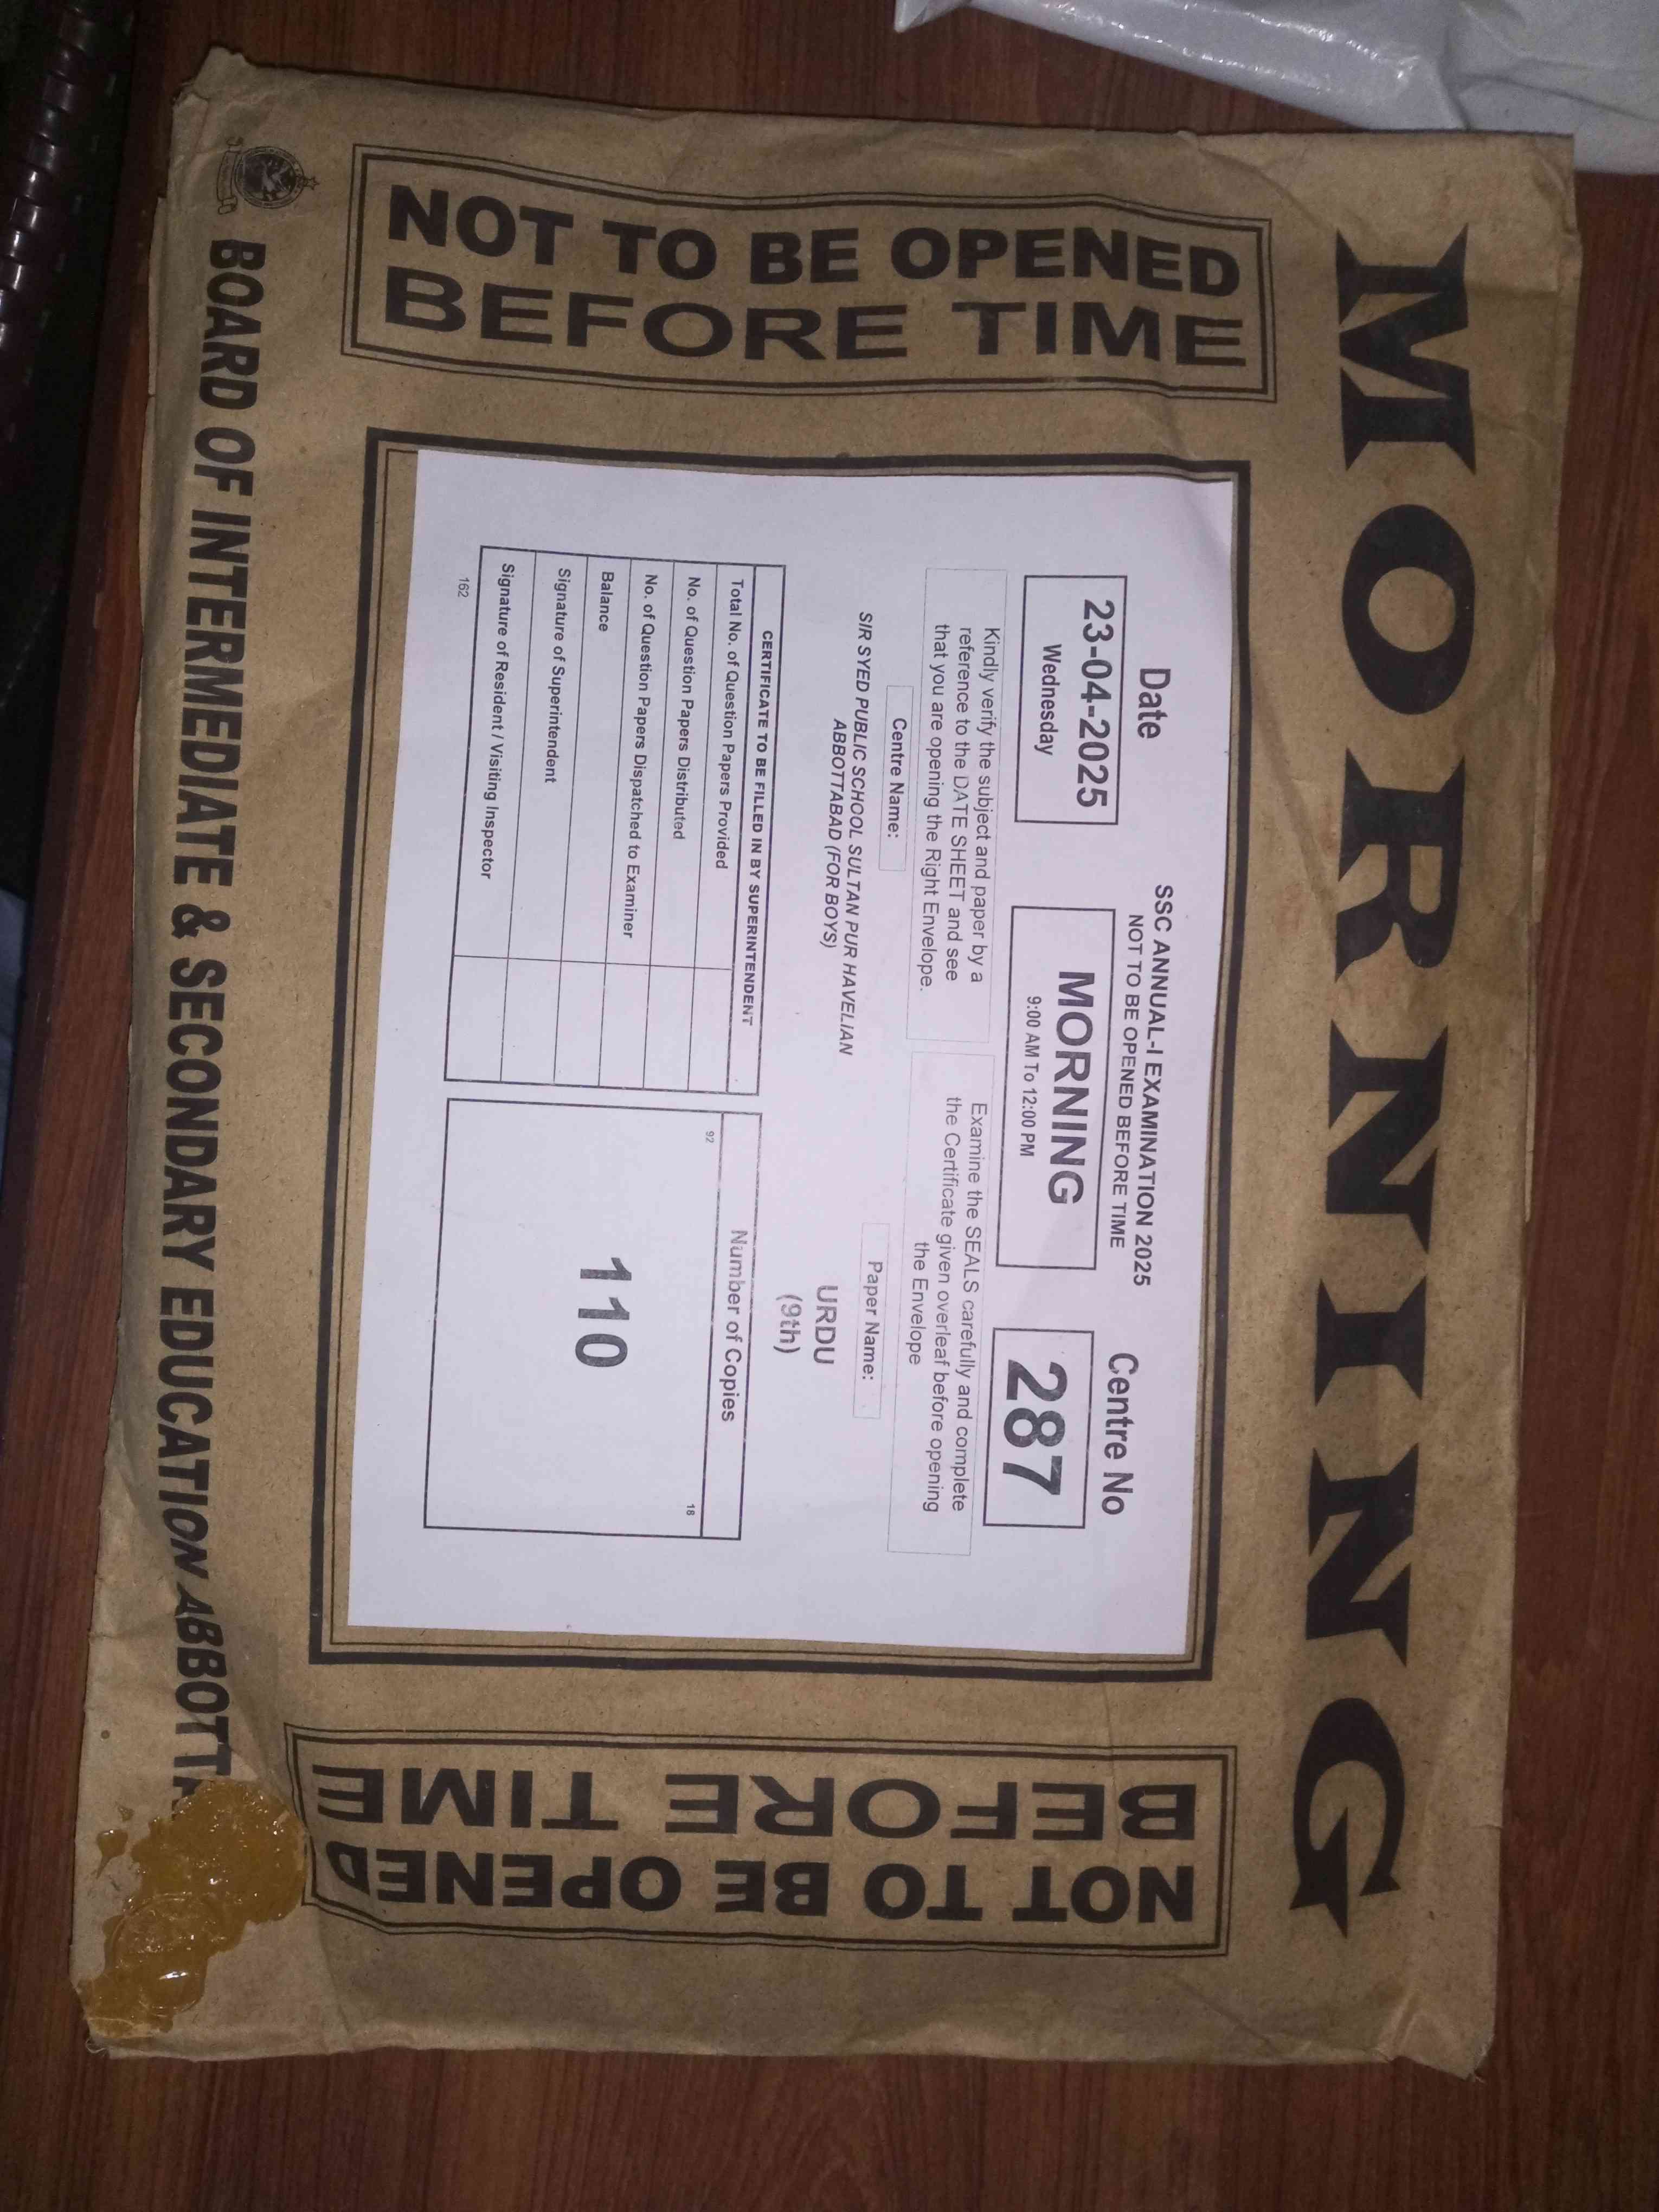 MORNING
NOT TO BE OPENED
BEFORE TIME
SSC ANNUAL-I EXAMINATION 2025
NOT TO BE OPENED BEFORE TIME
Date
23-04-2025
Wednesday
MORNING
9:00 AM To 12:00 PM
Centre No
287
Kindly verify the subject and paper by a
reference to the DATE SHEET and see
that you are opening the Right Envelope.
Examine the SEALS carefully and complete
the Certificate given overleaf before opening
the Envelope
Centre Name:
SIR SYED PUBLIC SCHOOL SULTAN PUR HAVELIAN
ABBOTTABAD (FOR BOYS)
Paper Name:
URDU
(9th)
CERTIFICATE TO BE FILLED IN BY SUPERINTENDENT
Total No. of Question Papers Provided
No. of Question Papers Distributed
No. of Question Papers Dispatched to Examiner
Balance
Signature of Superintendent
Signature of Resident / Visiting Inspector
162
Number of Copies
92
18
110
NOT TO BE OPENED
BEFORE TIME
BOARD OF INTERMEDIATE & SECONDARY EDUCATION